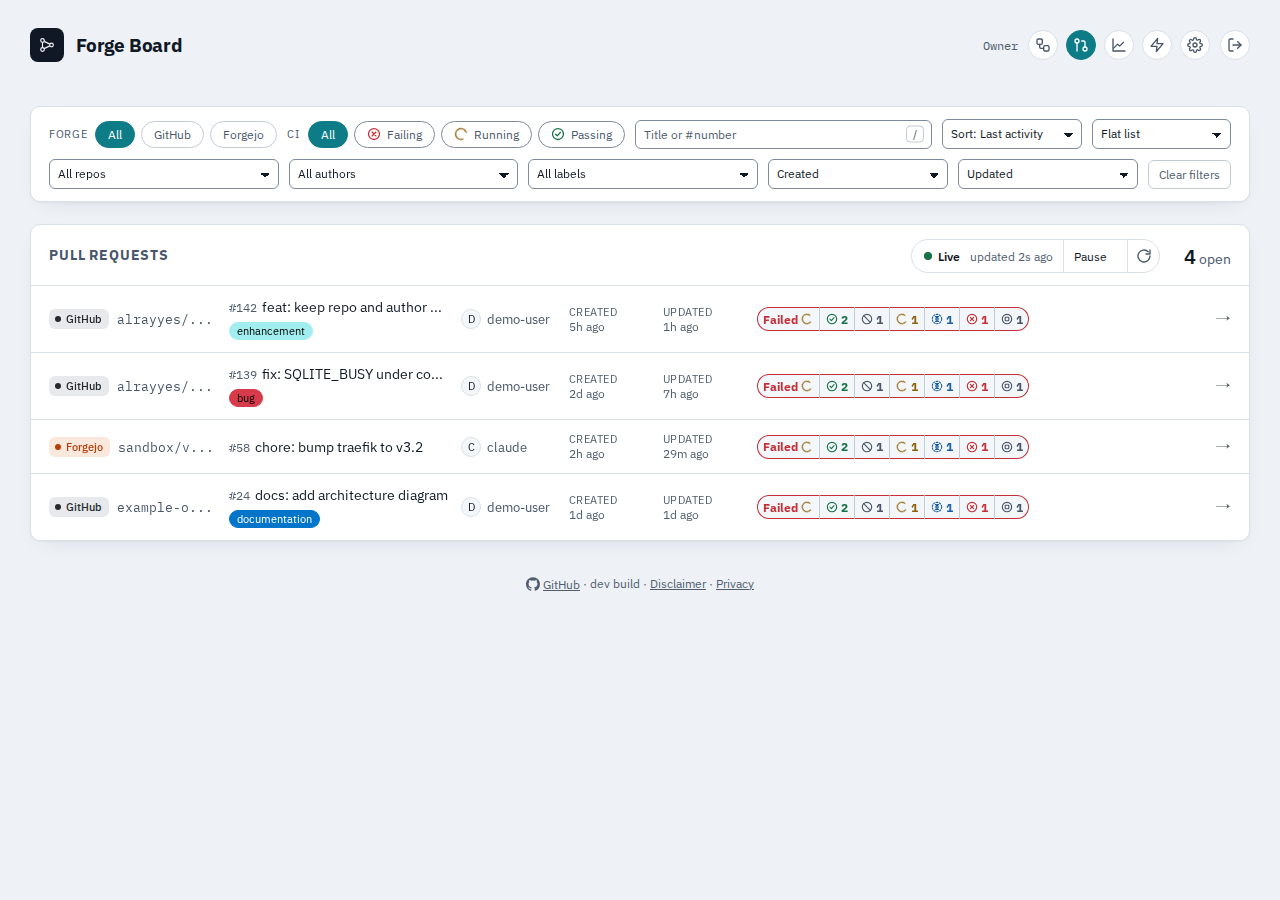 Forge Board
Owner
FORGE All GitHub Forgejo CI All Failing Running Passing Title or #number / Sort: Last activity Flat list
All repos All authors All labels Created Updated Clear filters
PULL REQUESTS
Live updated 2s ago Pause 4 open
GitHub alrayyes/... #142 feat: keep repo and author ... D demo-user CREATED UPDATED Failed 2 1 1 1 1 1 →
enhancement 5h ago 1h ago
GitHub alrayyes/... #139 fix: SQLITE_BUSY under co... D demo-user CREATED UPDATED Failed 2 1 1 1 1 1 →
bug 2d ago 7h ago
Forgejo sandbox/v... #58 chore: bump traefik to v3.2 C claude CREATED UPDATED Failed 2 1 1 1 1 1 →
2h ago 29m ago
GitHub example-o... #24 docs: add architecture diagram D demo-user CREATED UPDATED Failed 2 1 1 1 1 1 →
documentation 1d ago 1d ago
GitHub · dev build · Disclaimer · Privacy